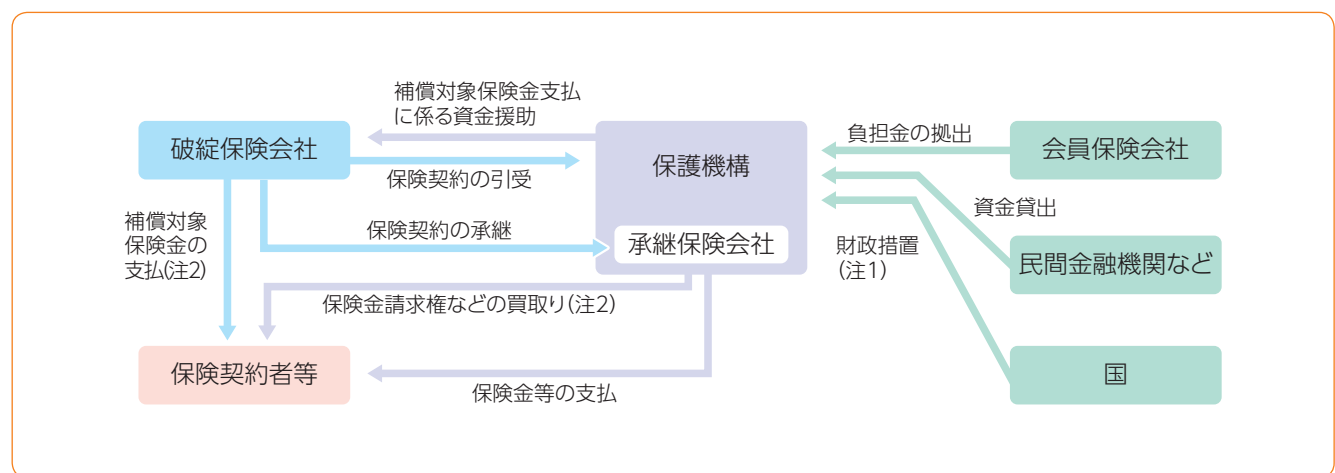 補償対象保険金支払
に係る資金援助
破綻保険会社
保険契約の引受
保護機構
負担金の拠出
会員保険会社
補償対象
保険金の
支払(注2)
保険契約の承継
承継保険会社
資金貸出
財政措置
(注1)
民間金融機関など
保険金請求権などの買取り(注2)
保険契約者等
保険金等の支払
国